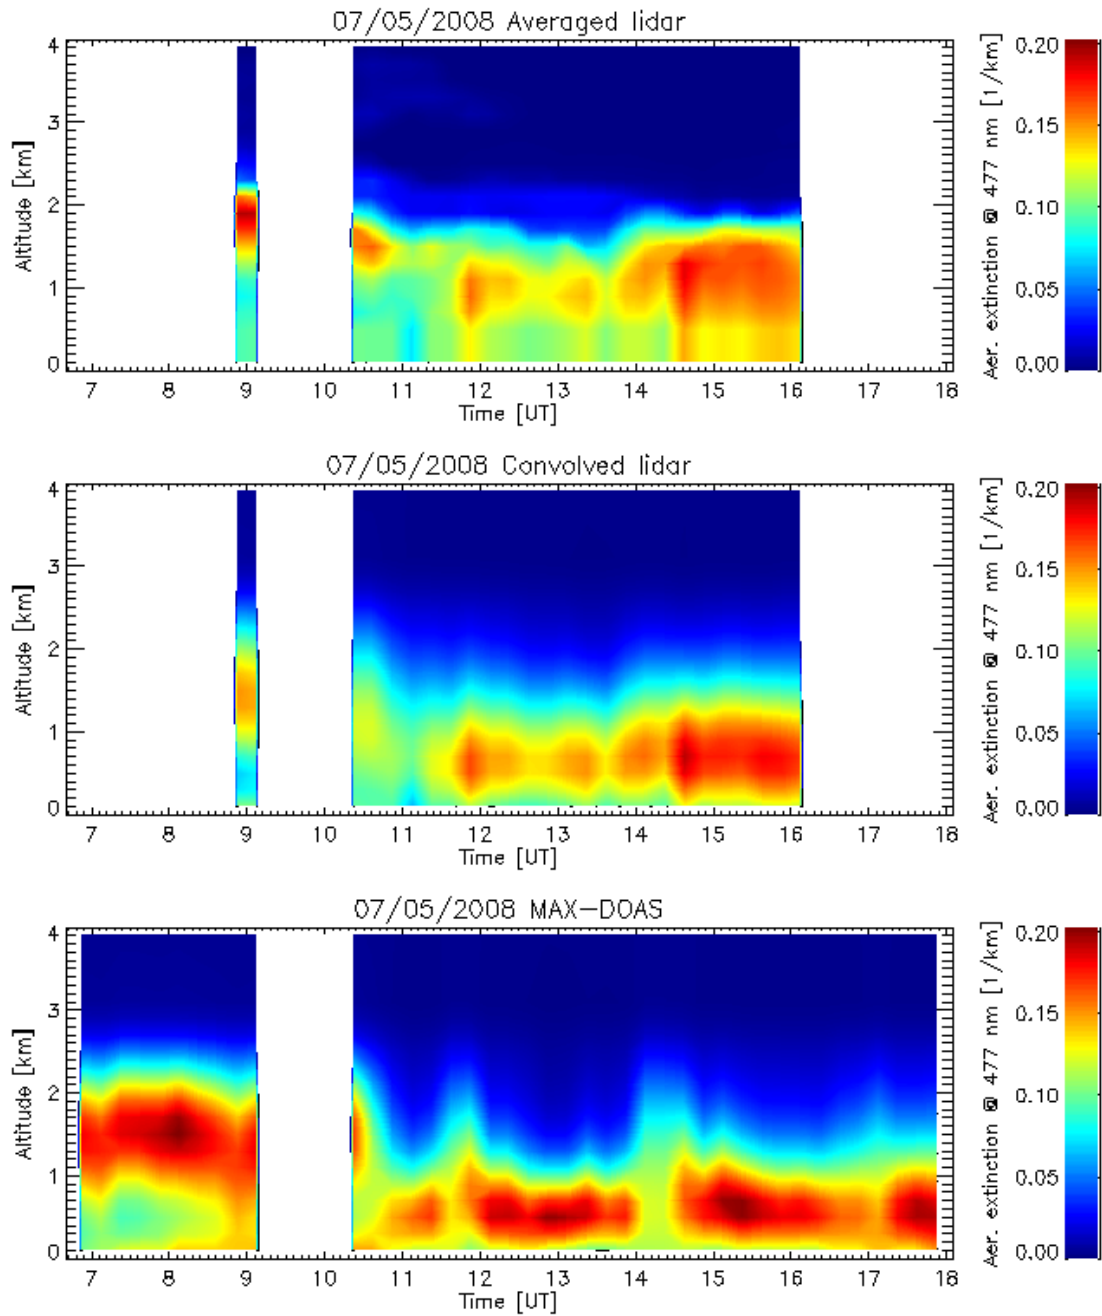 07/05/2008 Averaged lidar
4
3
2
1
0
Altitude [km]
7 8 9 10 11 12 13 14 15 16 17 18
Time [UT]
Aer. extinction @ 477 nm [1/km]
0.20
0.15
0.10
0.05
0.00
07/05/2008 Convolved lidar
4
3
2
1
0
Altitude [km]
7 8 9 10 11 12 13 14 15 16 17 18
Time [UT]
Aer. extinction @ 477 nm [1/km]
0.20
0.15
0.10
0.05
0.00
07/05/2008 MAX-DOAS
4
3
2
1
0
Altitude [km]
7 8 9 10 11 12 13 14 15 16 17 18
Time [UT]
Aer. extinction @ 477 nm [1/km]
0.20
0.15
0.10
0.05
0.00